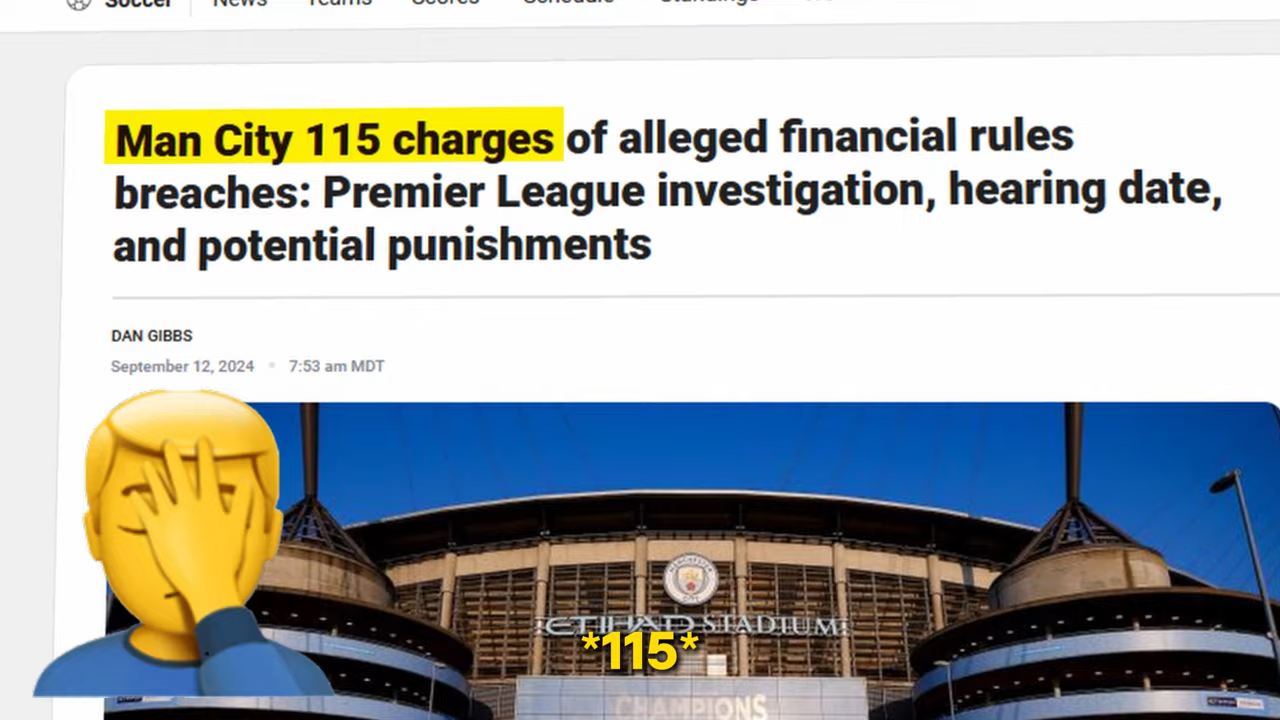 Soccer News Teams Scores Schedule Standings
Man City 115 charges of alleged financial rules
breaches: Premier League investigation, hearing date,
and potential punishments
DAN GIBBS
September 12, 2024 • 7:53 am MDT
ETIHAD STADIUM
*115*
CHAMPIONS